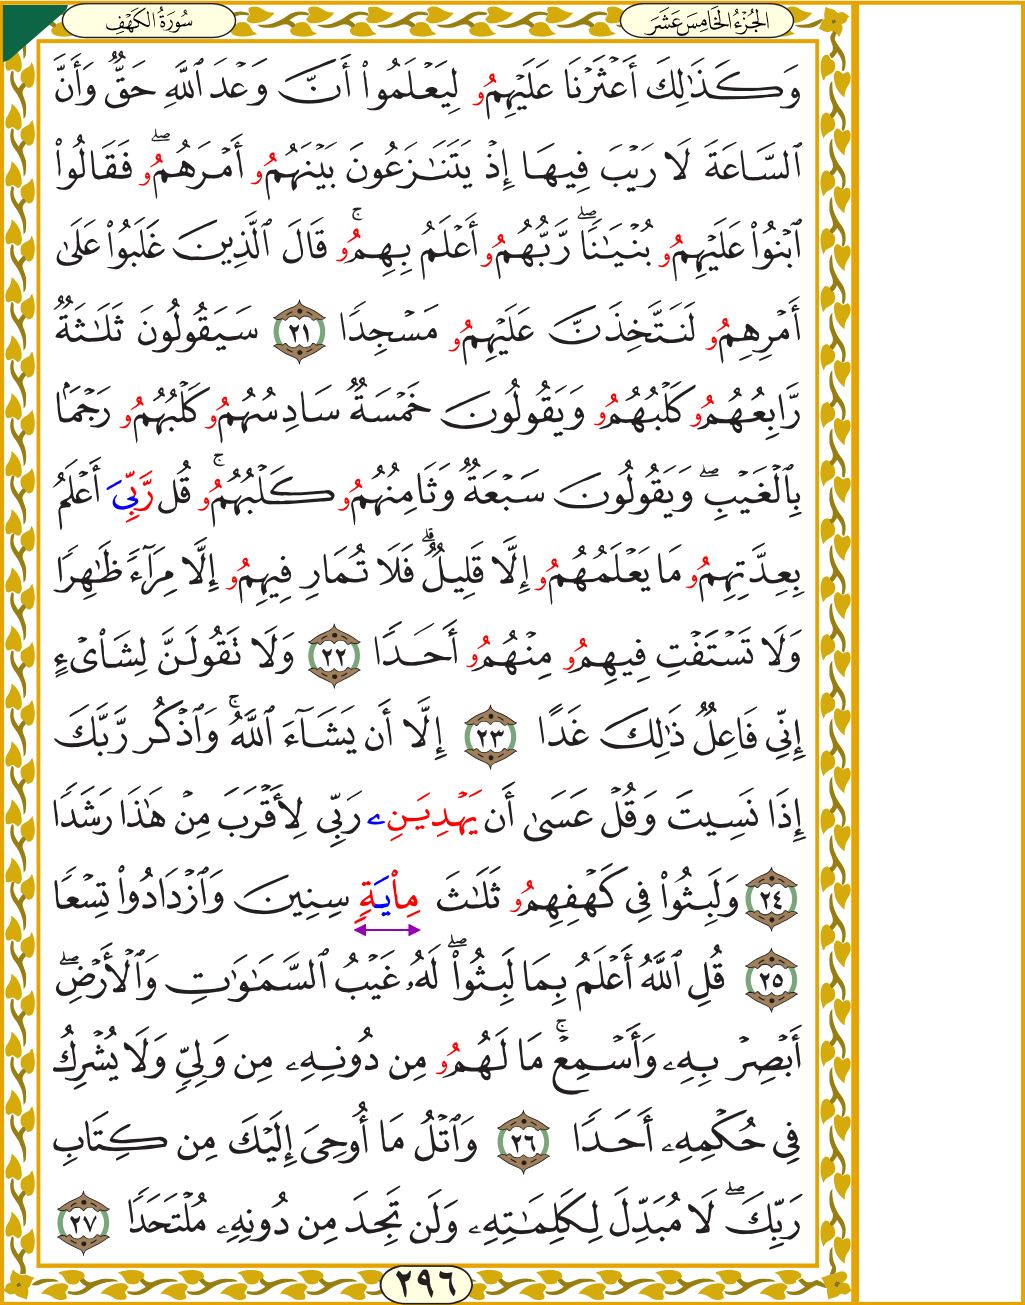 الجُزْءُ الخَامِسَ عَشَرَ
سُورَةُ الكَهْفِ
وَكَذَٰلِكَ أَعْثَرْنَا عَلَيْهِمُو لِيَعْلَمُوا۟ أَنَّ وَعْدَ ٱللَّهِ حَقٌّ وَأَنَّ
ٱلسَّاعَةَ لَا رَيْبَ فِيهَا إِذْ يَتَنَـٰزَعُونَ بَيْنَهُمُو أَمْرَهُمُوۖ فَقَالُوا۟
ٱبْنُوا۟ عَلَيْهِمُو بُنْيَـٰنًاۖ رَّبُّهُمُو أَعْلَمُ بِهِمُوۚ قَالَ ٱلَّذِينَ غَلَبُوا۟ عَلَىٰ
أَمْرِهِمُو لَنَتَّخِذَنَّ عَلَيْهِمُو مَسْجِدًا ٢١ سَيَقُولُونَ ثَلَـٰثَةٌ
رَّابِعُهُمُو كَلْبُهُمُو وَيَقُولُونَ خَمْسَةٌ سَادِسُهُمُو كَلْبُهُمُو رَجْمًۢا
بِٱلْغَيْبِۖ وَيَقُولُونَ سَبْعَةٌ وَثَامِنُهُمُو كَلْبُهُمُوۚ قُل رَّبِّىَ أَعْلَمُ
بِعِدَّتِهِمُو مَا يَعْلَمُهُمُو إِلَّا قَلِيلٌۗ فَلَا تُمَارِ فِيهِمُو إِلَّا مِرَآءً ظَـٰهِرًا
وَلَا تَسْتَفْتِ فِيهِمُو مِنْهُمُو أَحَدًا ٢٢ وَلَا تَقُولَنَّ لِشَا۟ىْءٍ
إِنِّى فَاعِلٌ ذَٰلِكَ غَدًا ٢٣ إِلَّا أَن يَشَآءَ ٱللَّهُۚ وَٱذْكُر رَّبَّكَ
إِذَا نَسِيتَ وَقُلْ عَسَىٰ أَن يَهْدِيَنِۦ رَبِّى لِأَقْرَبَ مِنْ هَـٰذَا رَشَدًا
٢٤ وَلَبِثُوا۟ فِى كَهْفِهِمُو ثَلَـٰثَ مِا۟يَةٍ سِنِينَ وَٱزْدَادُوا۟ تِسْعًا
٢٥ قُلِ ٱللَّهُ أَعْلَمُ بِمَا لَبِثُوا۟ۖ لَهُۥ غَيْبُ ٱلسَّمَـٰوَٰتِ وَٱلْأَرْضِۖ
أَبْصِرْ بِهِۦ وَأَسْمِعْۚ مَا لَهُمُو مِن دُونِهِۦ مِن وَلِىٍّ وَلَا يُشْرِكُ
فِى حُكْمِهِۦ أَحَدًا ٢٦ وَٱتْلُ مَا أُوحِىَ إِلَيْكَ مِن كِتَابِ
رَبِّكَۖ لَا مُبَدِّلَ لِكَلِمَـٰتِهِۦ وَلَن تَجِدَ مِن دُونِهِۦ مُلْتَحَدًا ٢٧
٢٩٦